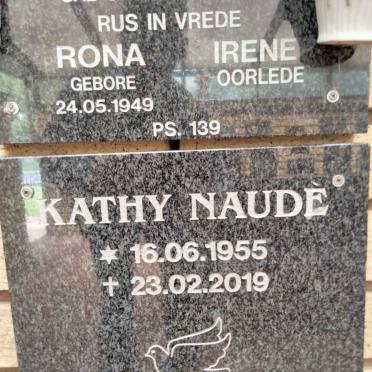 RUS IN VREDE
RONA IRENE
GEBORE OORLEDE
24.05.1949
PS. 139
KATHY NAUDÈ
* 16.06.1955
† 23.02.2019